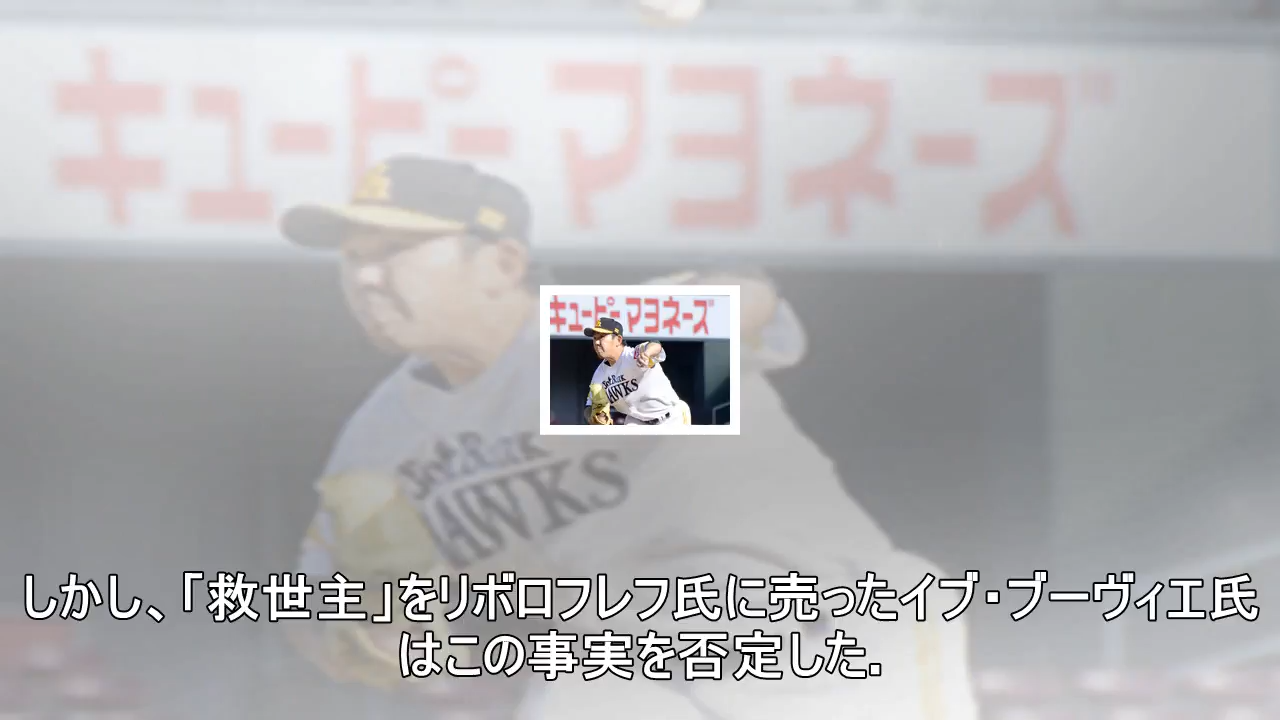 キユーピーマヨネーズ
キユーピーマヨネーズ
SoftBank
HAWKS
SoftBank
HAWKS
しかし、「救世主」をリボロフレフ氏に売ったイブ・ブーヴィエ氏
はこの事実を否定した.